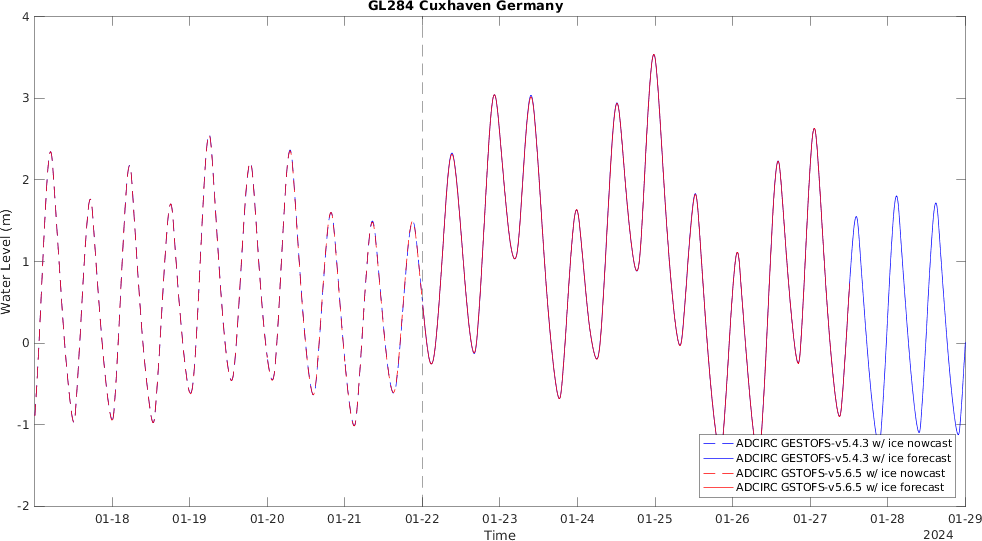 GL284 Cuxhaven Germany
4
3
2
1
0
-1
-2
Water Level (m)
01-18 01-19 01-20 01-21 01-22 01-23 01-24 01-25 01-26 01-27 01-28 01-29
Time
2024
ADCIRC GESTOFS-v5.4.3 w/ ice nowcast
ADCIRC GESTOFS-v5.4.3 w/ ice forecast
ADCIRC GSTOFS-v5.6.5 w/ ice nowcast
ADCIRC GSTOFS-v5.6.5 w/ ice forecast